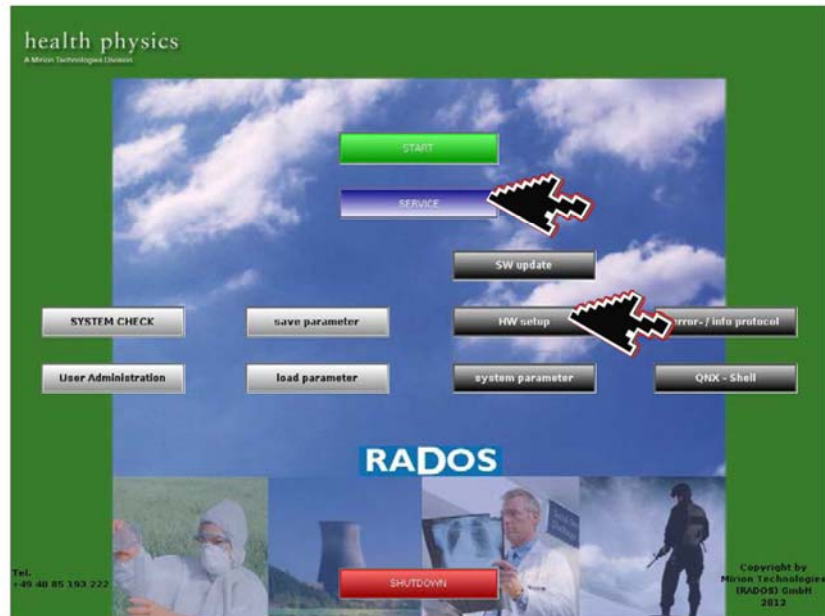 health physics
A Mirion Technologies Division
START
SERVICE
SW update
SYSTEM CHECK
save parameter
HW setup
error- / info protocol
User Administration
load parameter
system parameter
QNX - Shell
RADOS
Tel.
+49 40 85 193 222
SHUTDOWN
Copyright by
Mirion Technologies
(RADOS) GmbH
2012